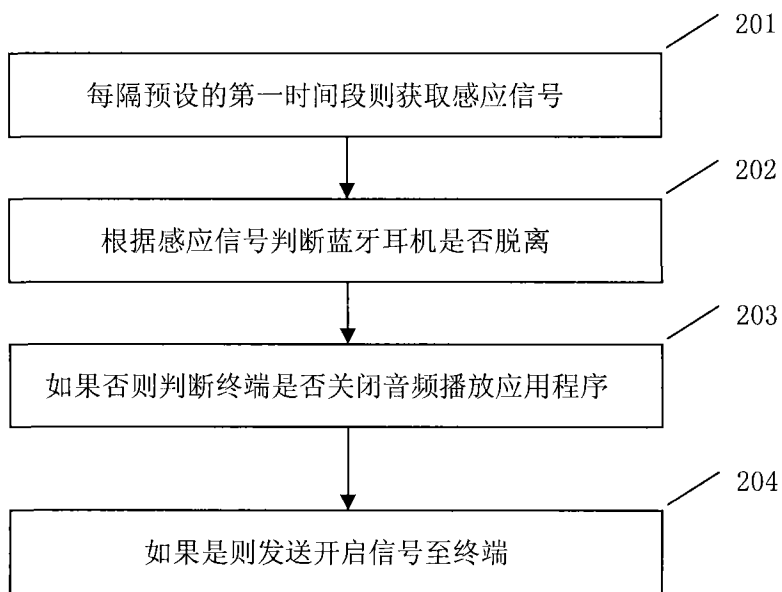 201
每隔预设的第一时间段则获取感应信号
202
根据感应信号判断蓝牙耳机是否脱离
203
如果否则判断终端是否关闭音频播放应用程序
204
如果是则发送开启信号至终端